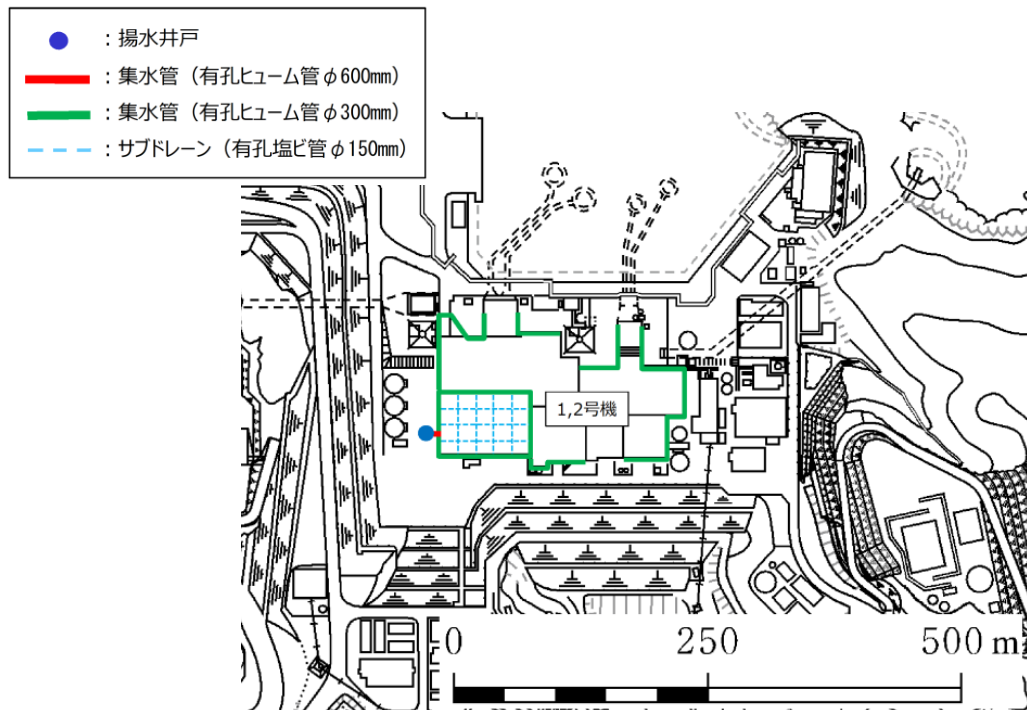 ：揚水井戸
：集水管（有孔ヒューム管φ600mm）
：集水管（有孔ヒューム管φ300mm）
：サブドレーン（有孔塩ビ管φ150mm）
1,2号機
0 250 500 m